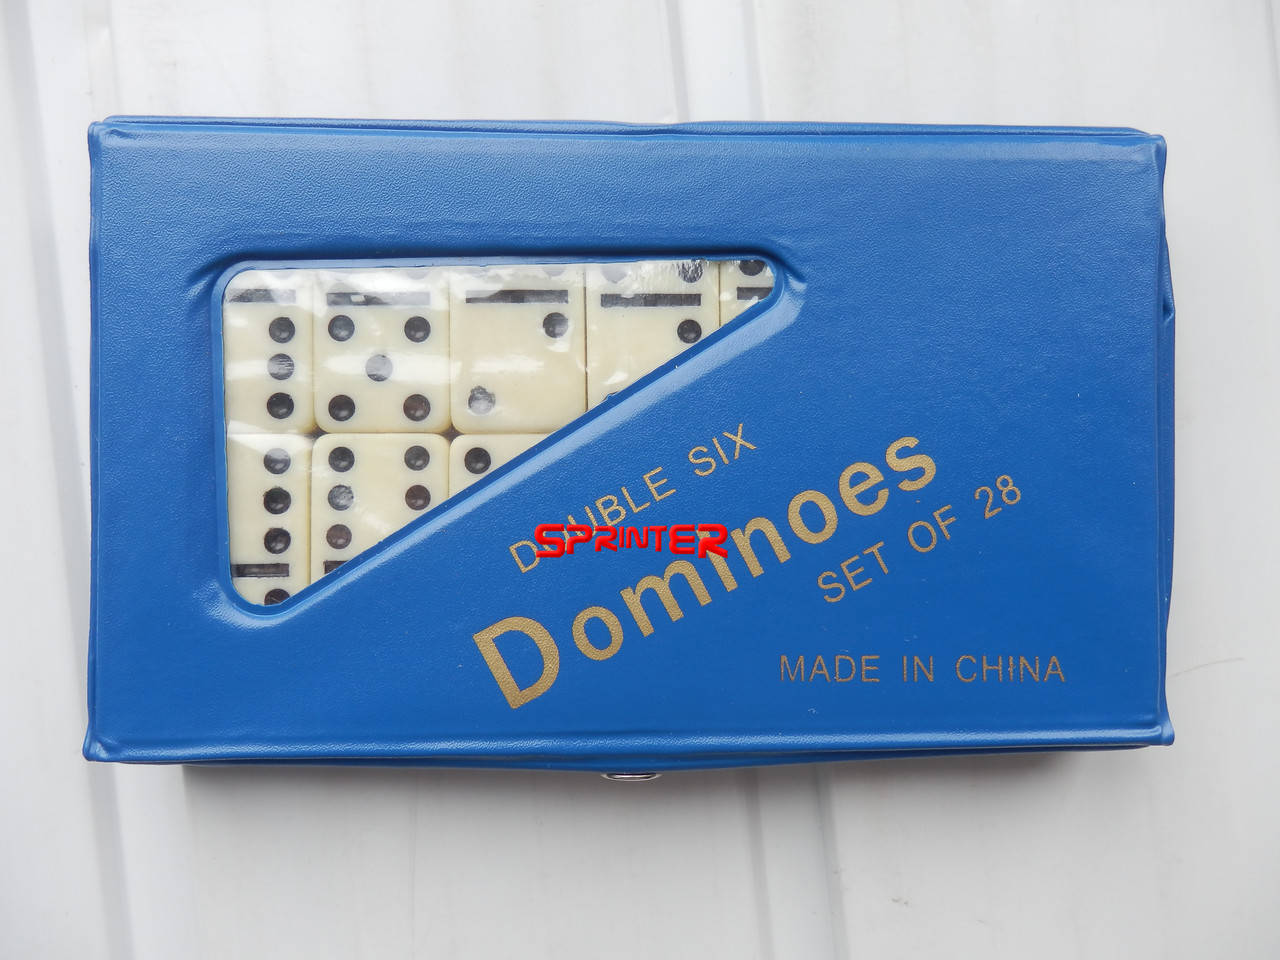 DOUBLE SIX
Dominoes
SET OF 28
MADE IN CHINA
SPRINTER